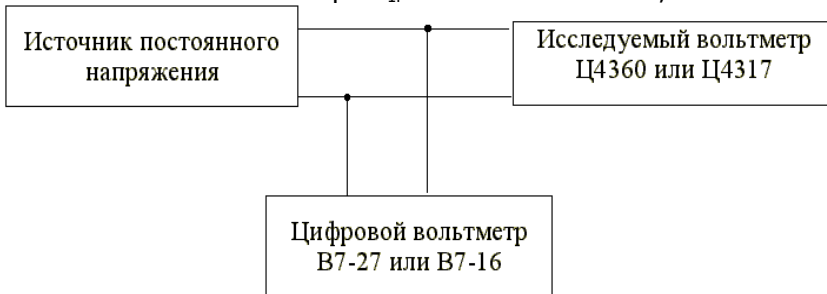 Источник постоянного
напряжения
Исследуемый вольтметр
Ц4360 или Ц4317
Цифровой вольтметр
В7-27 или В7-16